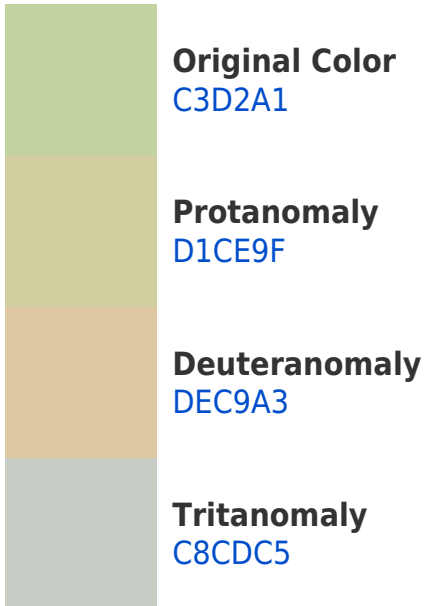 Original Color
C3D2A1
Protanomaly
D1CE9F
Deuteranomaly
DEC9A3
Tritanomaly
C8CDC5